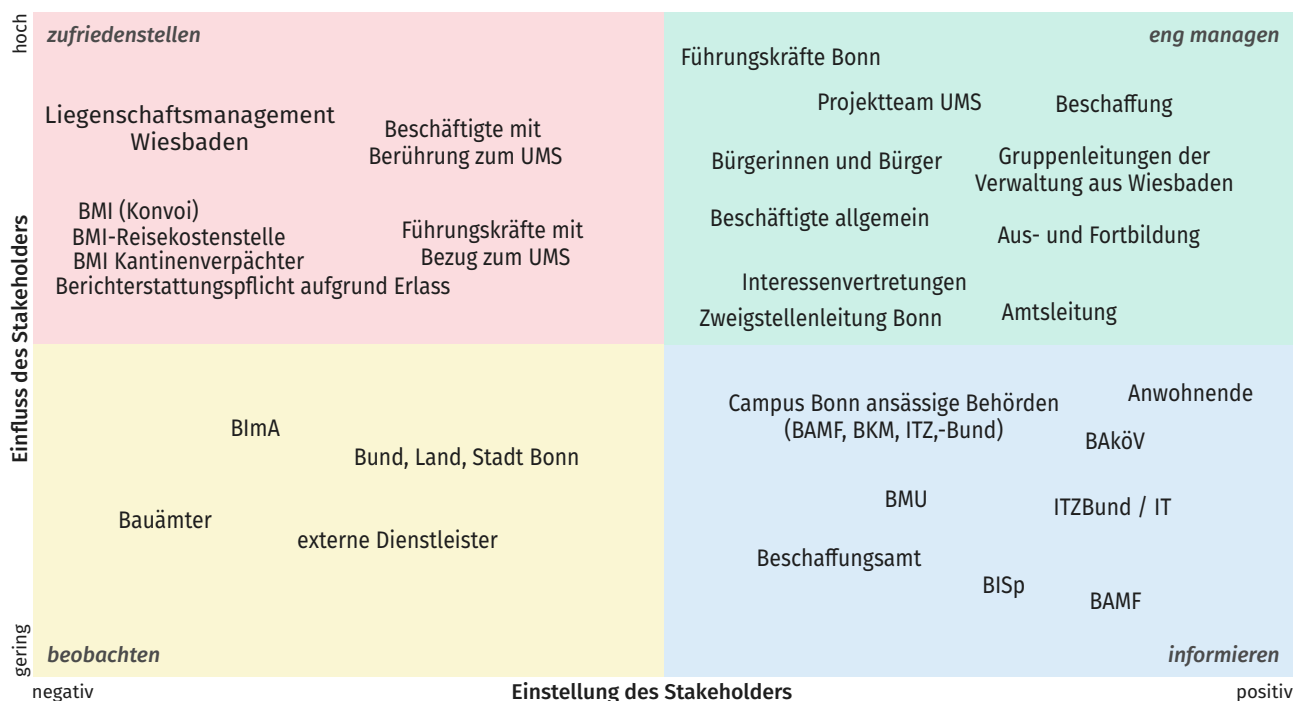 hoch
zufriedenstellen
eng managen
Führungskräfte Bonn
Projektteam UMS
Beschaffung
Liegenschaftsmanagement
Wiesbaden
Beschäftigte mit
Berührung zum UMS
Bürgerinnen und Bürger
Gruppenleitungen der
Verwaltung aus Wiesbaden
BMI (Konvoi)
BMI-Reisekostenstelle
BMI Kantinenverpächter
Berichterstattungspflicht aufgrund Erlass
Führungskräfte mit
Bezug zum UMS
Beschäftigte allgemein
Aus- und Fortbildung
Interessenvertretungen
Zweigstellenleitung Bonn
Amtsleitung
Einfluss des Stakeholders
BImA
Bund, Land, Stadt Bonn
Bauämter
externe Dienstleister
Campus Bonn ansässige Behörden
(BAMF, BKM, ITZ,-Bund)
Anwohnende
BAköV
BMU
ITZBund / IT
Beschaffungsamt
BISp
BAMF
gering
beobachten
informieren
negativ
Einstellung des Stakeholders
positiv